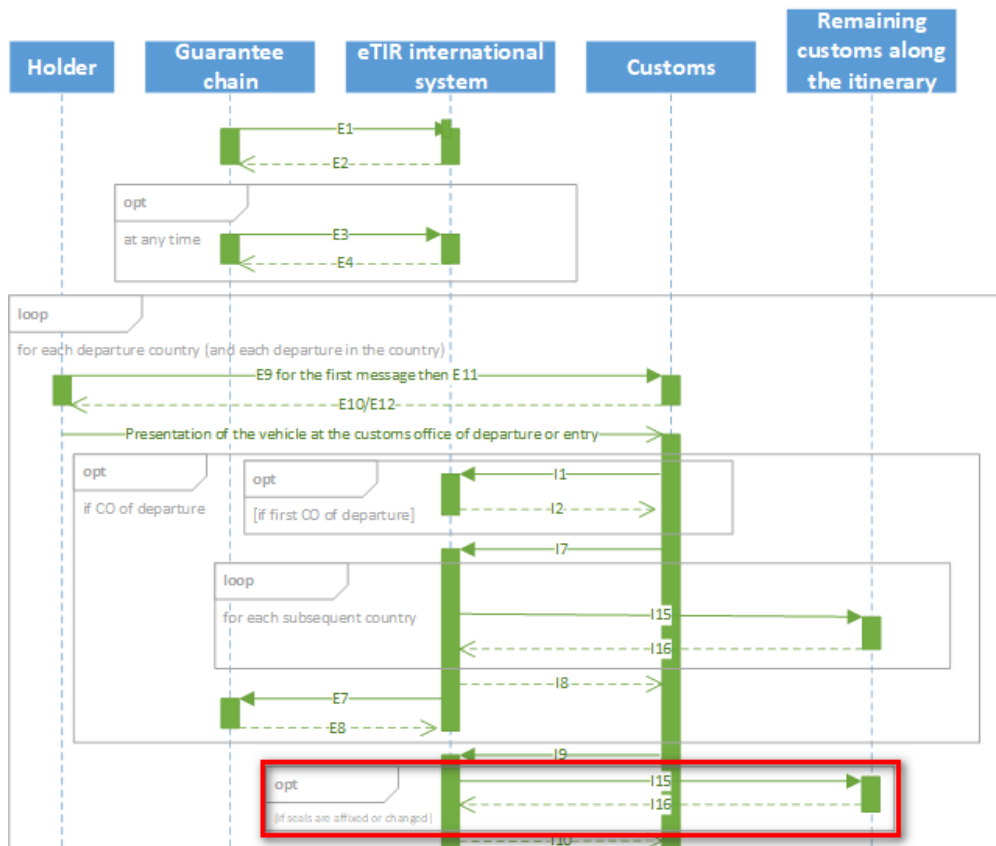 Holder
Guarantee
chain
eTIR international
system
Customs
Remaining
customs along
the itinerary
E1
E2
opt
at any time
E3
E4
loop
for each departure country (and each departure in the country)
E9 for the first message then E11
E10/E12
Presentation of the vehicle at the customs office of departure or entry
opt
if CO of departure
opt
[if first CO of departure]
I1
I2
I7
loop
for each subsequent country
I15
I16
I8
E7
E8
I9
opt
[if seals are affixed or changed]
I15
I16
I10